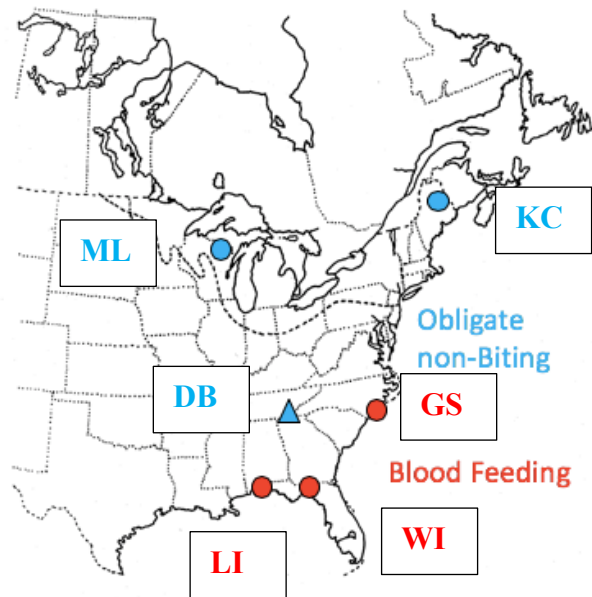 KC
ML
Obligate
non-Biting
DB
GS
Blood Feeding
WI
LI